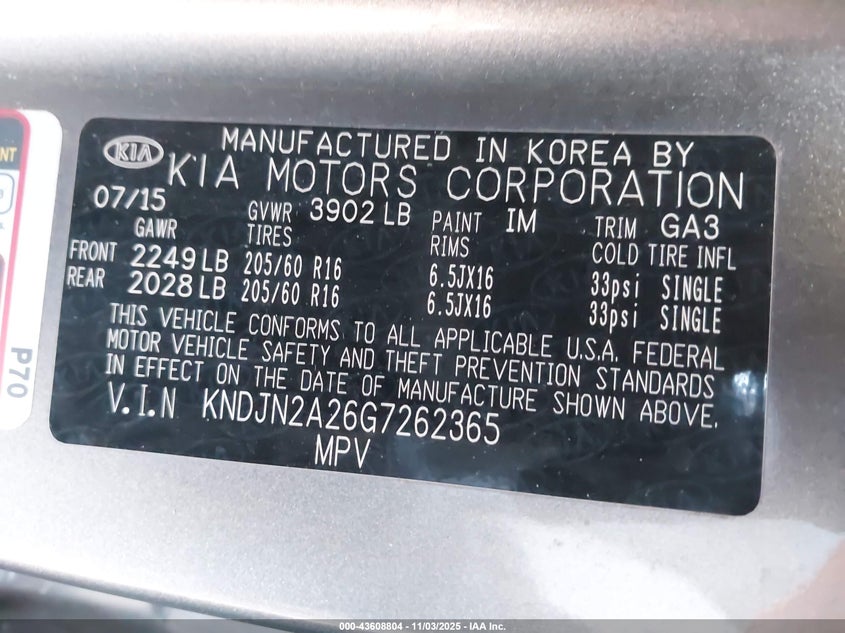 KIA MANUFACTURED IN KOREA BY
KIA MOTORS CORPORATION
07/15 GVWR 3902 LB PAINT IM TRIM GA3
GAWR TIRES RIMS COLD TIRE INFL
FRONT 2249 LB 205/60 R16 6.5JX16 33psi SINGLE
REAR 2028 LB 205/60 R16 6.5JX16 33psi SINGLE
THIS VEHICLE CONFORMS TO ALL APPLICABLE U.S.A. FEDERAL
MOTOR VEHICLE SAFETY AND THEFT PREVENTION STANDARDS
IN EFFECT ON THE DATE OF MANUFACTURE SHOWN ABOVE.
V.I.N KNDJN2A26G7262365
MPV
P70
000-43608804 - 11/03/2025 - IAA Inc.